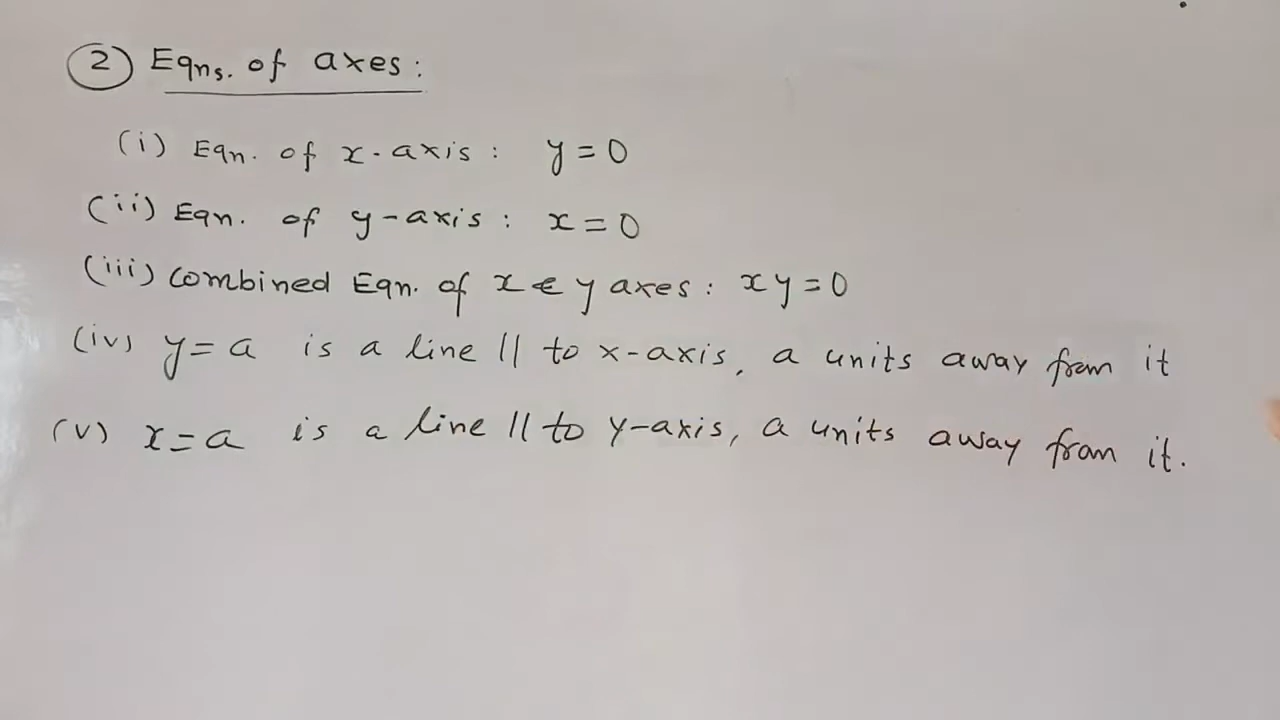 2 Eqns. of axes:
(i) Eqn. of x-axis: y=0
(ii) Eqn. of y-axis: x=0
(iii) Combined Eqn. of x & y axes: xy=0
(iv) y=a is a line || to x-axis, a units away from it
(v) x=a is a line || to y-axis, a units away from it.